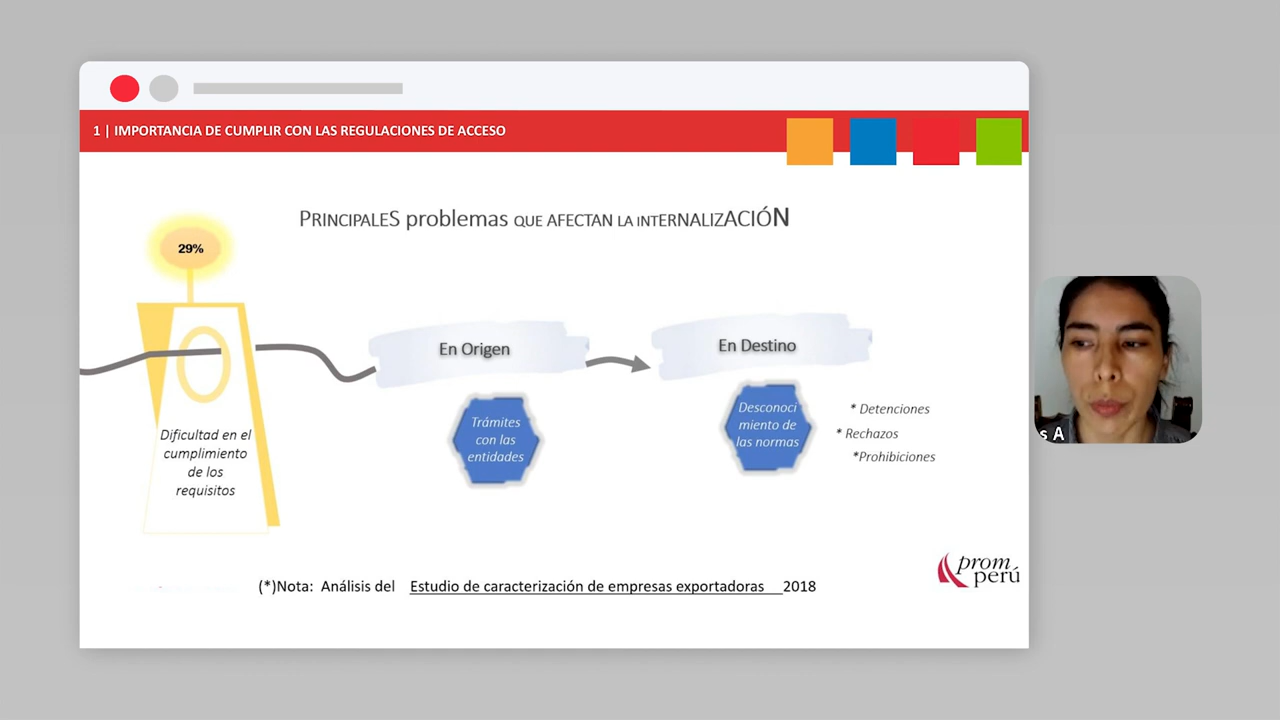 1 | IMPORTANCIA DE CUMPLIR CON LAS REGULACIONES DE ACCESO
PRINCIPALES problemas QUE AFECTAN LA INTERNALIZACIÓN
29%
Dificultad en el
cumplimiento
de los
requisitos
En Origen
Trámites
con las
entidades
En Destino
Desconoci
miento de
las normas
* Detenciones
* Rechazos
*Prohibiciones
(*)Nota: Análisis del Estudio de caracterización de empresas exportadoras 2018
prom
perú
s A